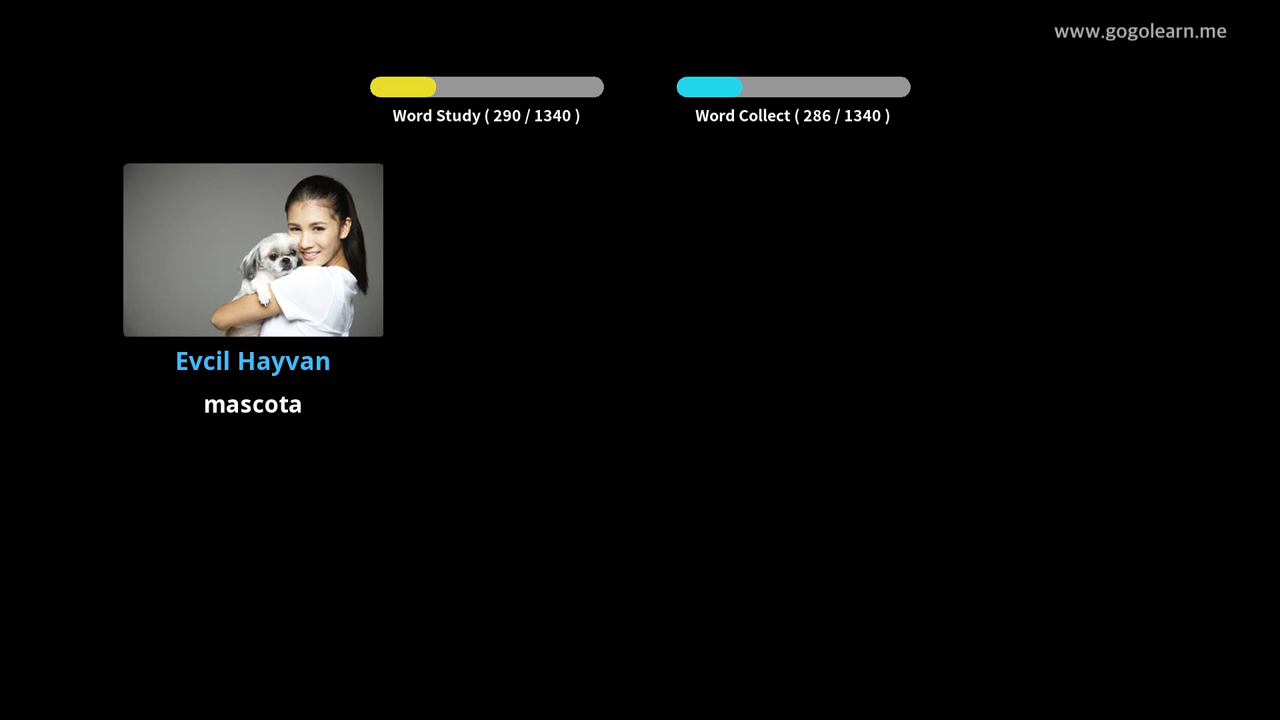 www.gogolearn.me
Word Study ( 290 / 1340 )
Word Collect ( 286 / 1340 )
Evcil Hayvan
mascota